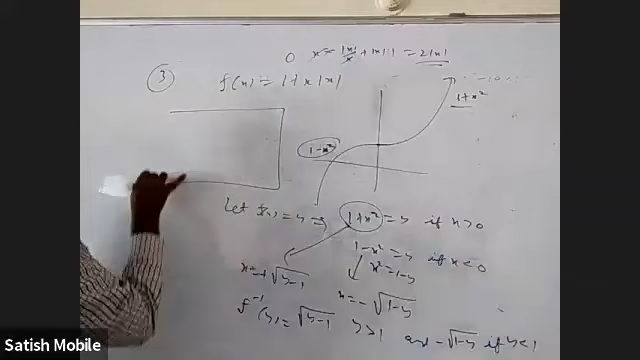 ③ f(x) = 1+x|x|
1+x²
1-x²
Let f(x) = y ⇒ 1+x² = y if x>0
1-x² = y if x<0
x² = 1-y
x = +√y-1
x = -√1-y
f⁻¹(y) = √y-1 y>1 and -√1-y if y<1
Satish Mobile